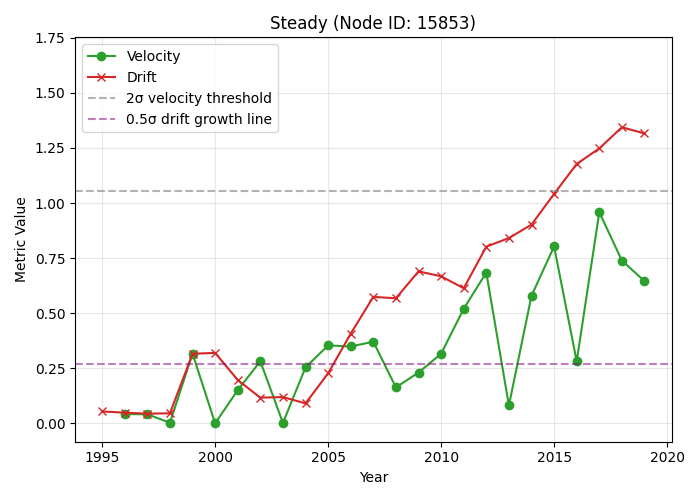 Steady (Node ID: 15853)
Velocity
Drift
2σ velocity threshold
0.5σ drift growth line
Metric Value
1.75
1.50
1.25
1.00
0.75
0.50
0.25
0.00
1995 2000 2005 2010 2015 2020
Year